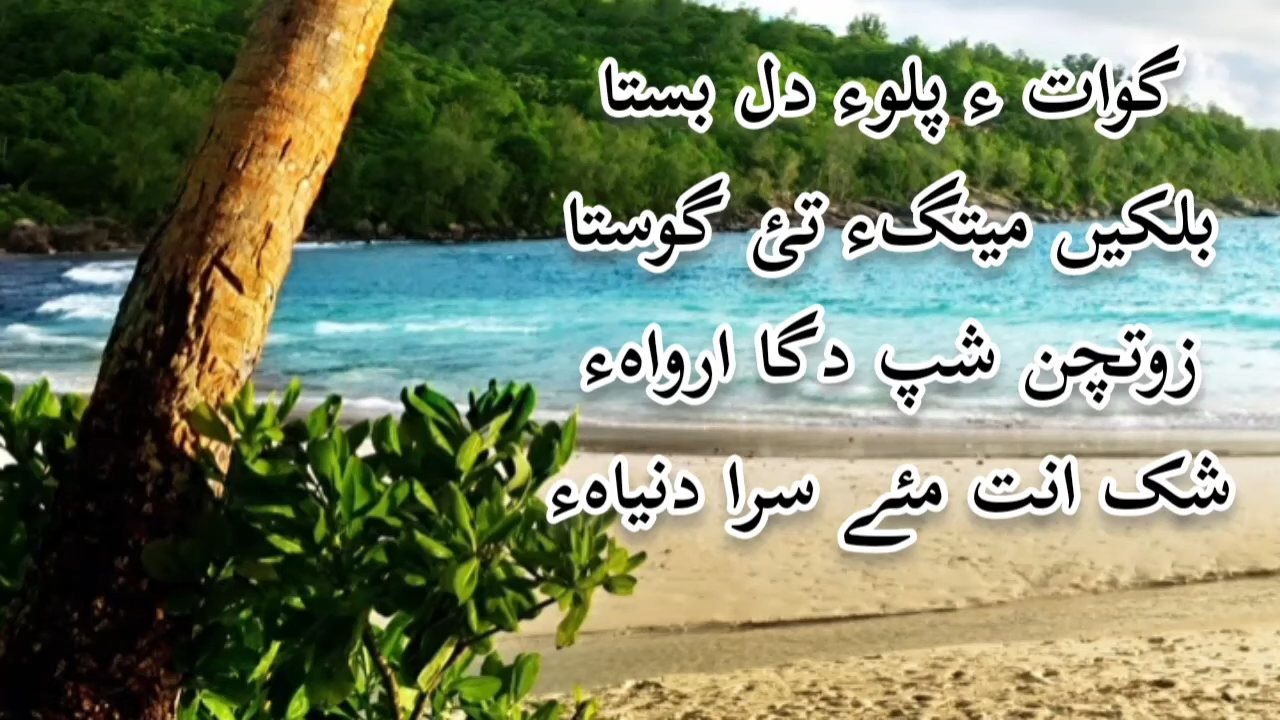 گوات ءِ پلوءِ دل بستا
بلکیں میتگءِ تئ گوستا
زوتچن شپ دگا ارواہء
شک انت مئے سرا دنیاہء